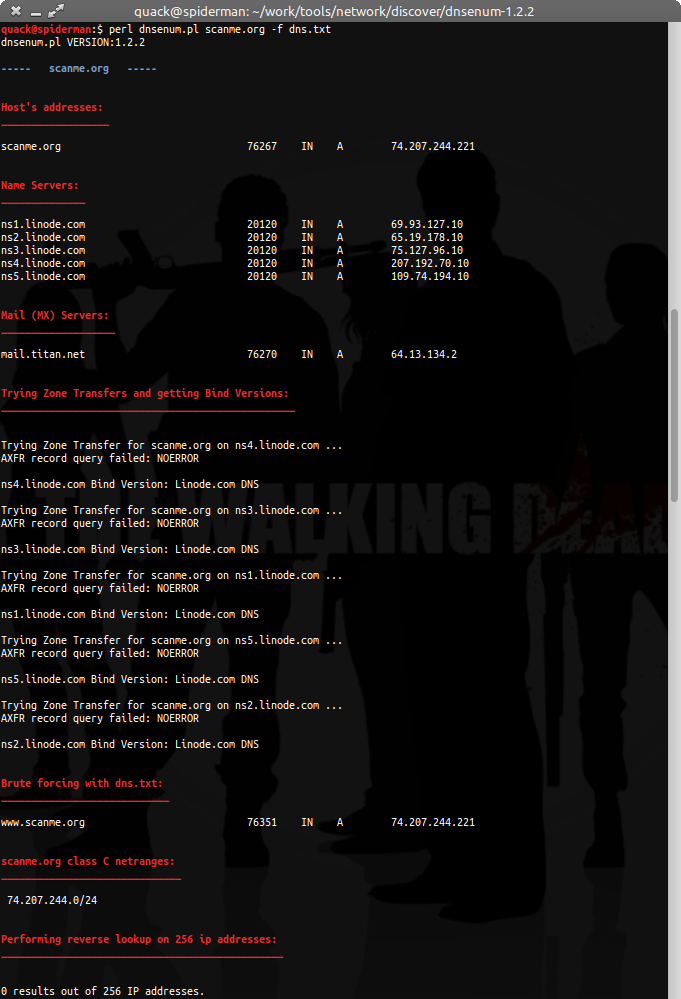 quack@spiderman: ~/work/tools/network/discover/dnsenum-1.2.2
quack@spiderman:$ perl dnsenum.pl scanme.org -f dns.txt
dnsenum.pl VERSION:1.2.2
----- scanme.org -----
Host's addresses:
__________________
scanme.org 76267 IN A 74.207.244.221
Name Servers:
______________
ns1.linode.com 20120 IN A 69.93.127.10
ns2.linode.com 20120 IN A 65.19.178.10
ns3.linode.com 20120 IN A 75.127.96.10
ns4.linode.com 20120 IN A 207.192.70.10
ns5.linode.com 20120 IN A 109.74.194.10
Mail (MX) Servers:
___________________
mail.titan.net 76270 IN A 64.13.134.2
Trying Zone Transfers and getting Bind Versions:
_________________________________________________
Trying Zone Transfer for scanme.org on ns4.linode.com ...
AXFR record query failed: NOERROR
ns4.linode.com Bind Version: Linode.com DNS
Trying Zone Transfer for scanme.org on ns3.linode.com ...
AXFR record query failed: NOERROR
THE WALKING DEAD
ns3.linode.com Bind Version: Linode.com DNS
Trying Zone Transfer for scanme.org on ns1.linode.com ...
AXFR record query failed: NOERROR
ns1.linode.com Bind Version: Linode.com DNS
Trying Zone Transfer for scanme.org on ns5.linode.com ...
AXFR record query failed: NOERROR
ns5.linode.com Bind Version: Linode.com DNS
Trying Zone Transfer for scanme.org on ns2.linode.com ...
AXFR record query failed: NOERROR
ns2.linode.com Bind Version: Linode.com DNS
Brute forcing with dns.txt:
____________________________
www.scanme.org 76351 IN A 74.207.244.221
scanme.org class C netranges:
______________________________
74.207.244.0/24
Performing reverse lookup on 256 ip addresses:
_______________________________________________
0 results out of 256 IP addresses.